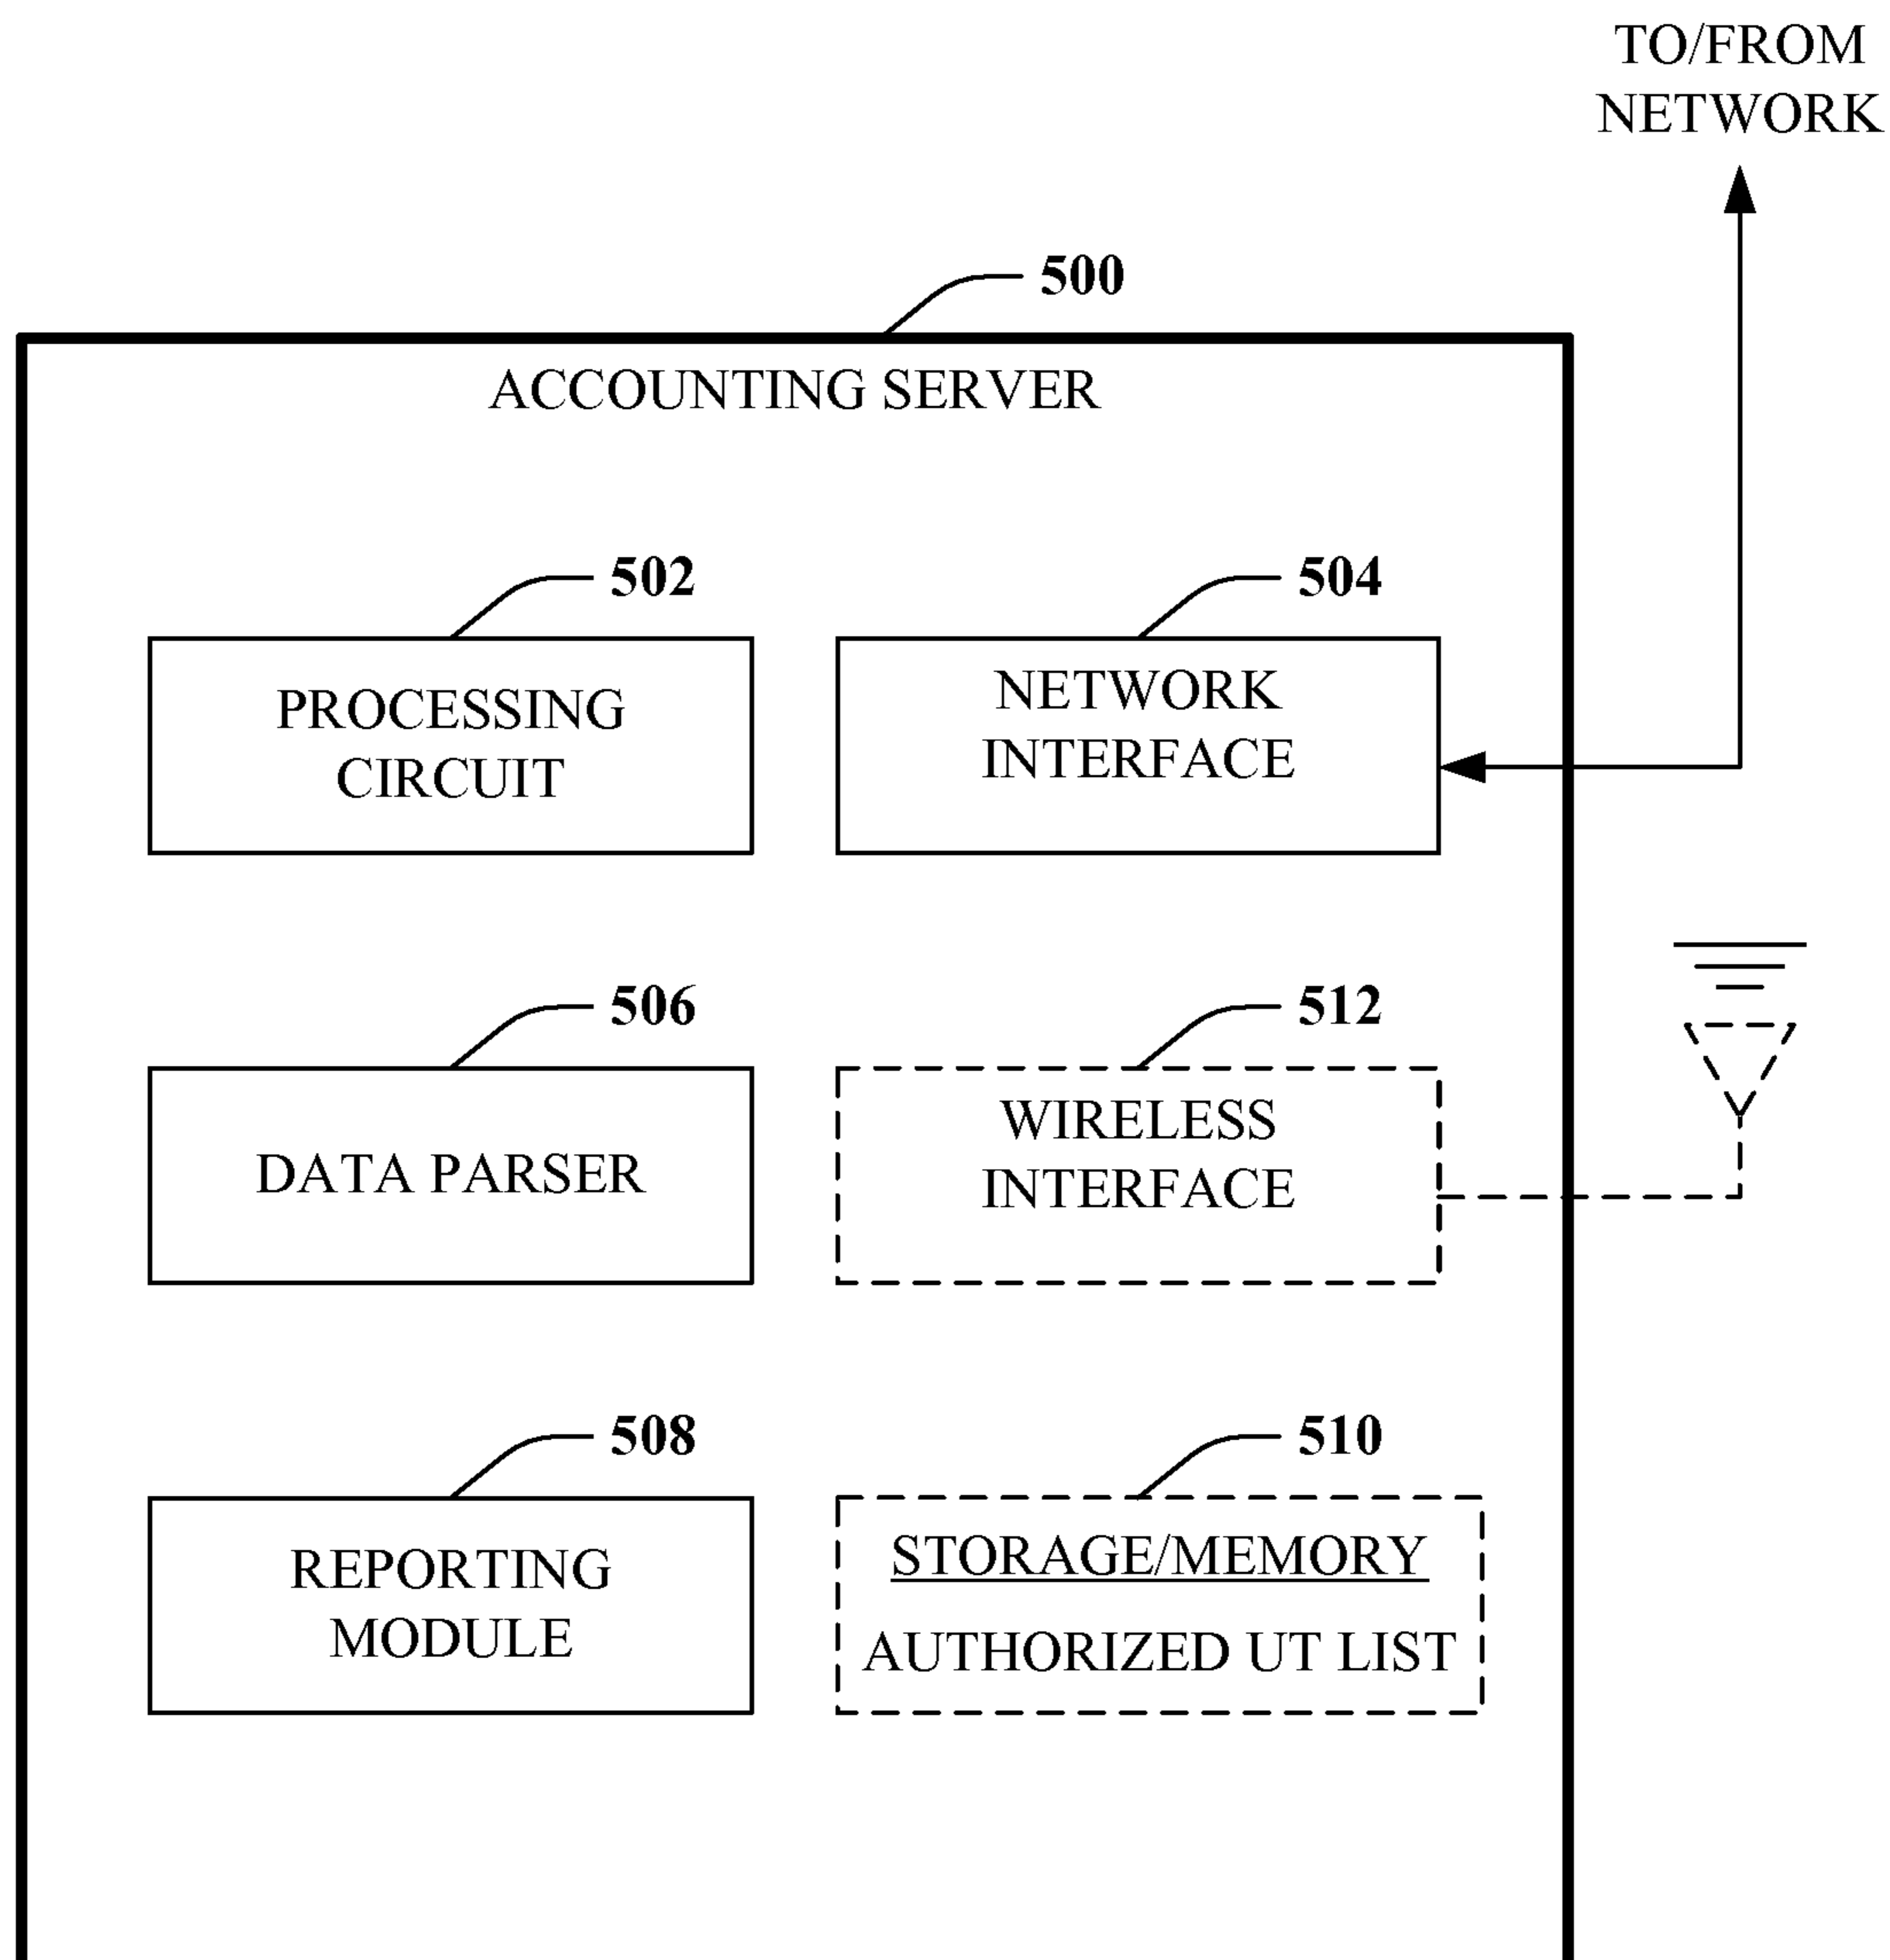 TO/FROM
NETWORK
500
ACCOUNTING SERVER
502
504
PROCESSING
CIRCUIT
NETWORK
INTERFACE
506
512
DATA PARSER
WIRELESS
INTERFACE
508
510
REPORTING
MODULE
STORAGE/MEMORY
AUTHORIZED UT LIST